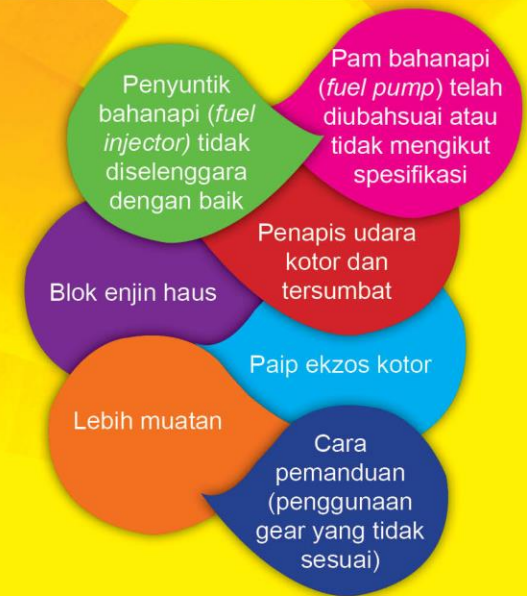 Penyuntik
bahanapi (fuel
injector) tidak
diselenggara
dengan baik
Pam bahanapi
(fuel pump) telah
diubahsuai atau
tidak mengikut
spesifikasi
Penapis udara
kotor dan
tersumbat
Blok enjin haus
Paip ekzos kotor
Lebih muatan
Cara
pemanduan
(penggunaan
gear yang tidak
sesuai)